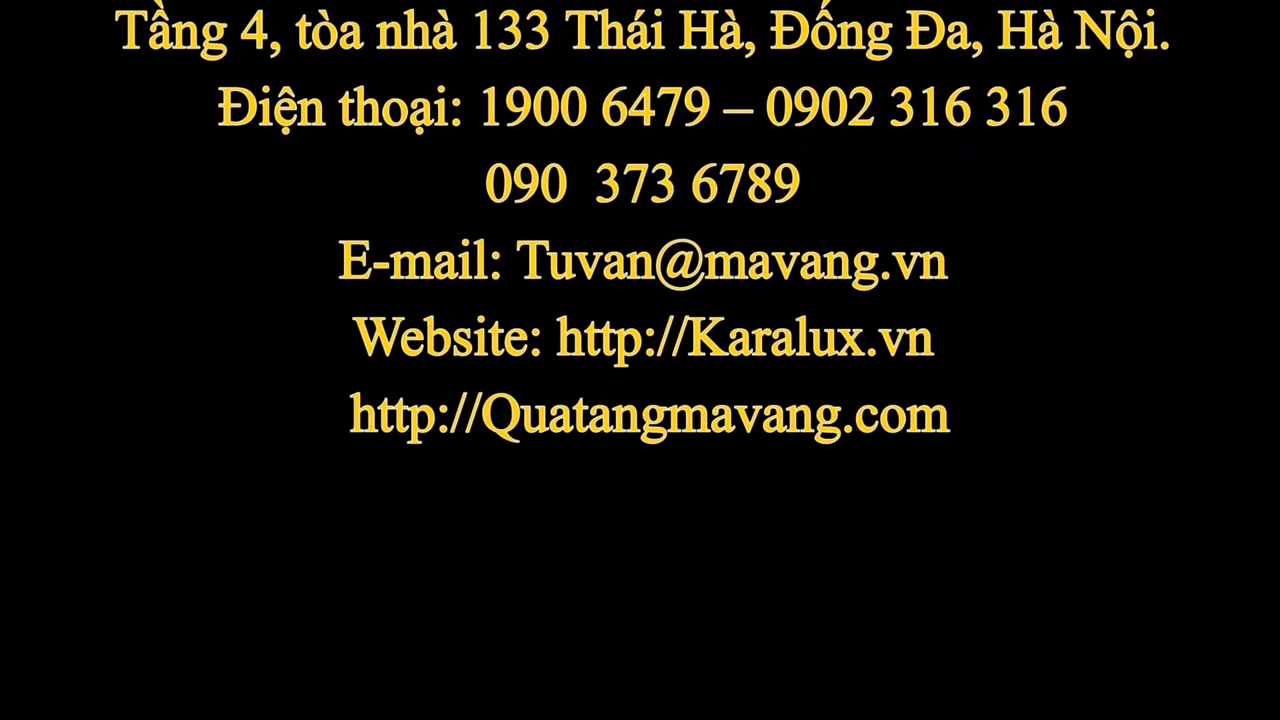 Tầng 4, tòa nhà 133 Thái Hà, Đống Đa, Hà Nội.
Điện thoại: 1900 6479 – 0902 316 316
090  373 6789
E-mail: Tuvan@mavang.vn
Website: http://Karalux.vn
http://Quatangmavang.com